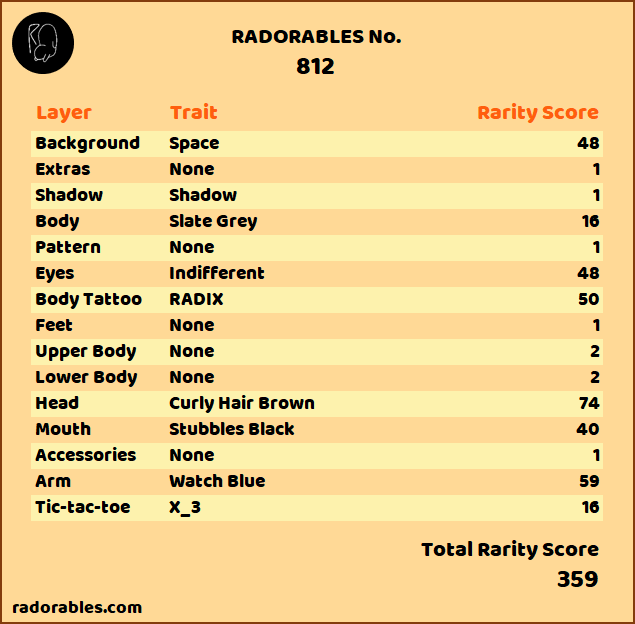 RADORABLES No.
812
Layer Trait Rarity Score
Background Space 48
Extras None 1
Shadow Shadow 1
Body Slate Grey 16
Pattern None 1
Eyes Indifferent 48
Body Tattoo RADIX 50
Feet None 1
Upper Body None 2
Lower Body None 2
Head Curly Hair Brown 74
Mouth Stubbles Black 40
Accessories None 1
Arm Watch Blue 59
Tic-tac-toe X_3 16
Total Rarity Score
359
radorables.com